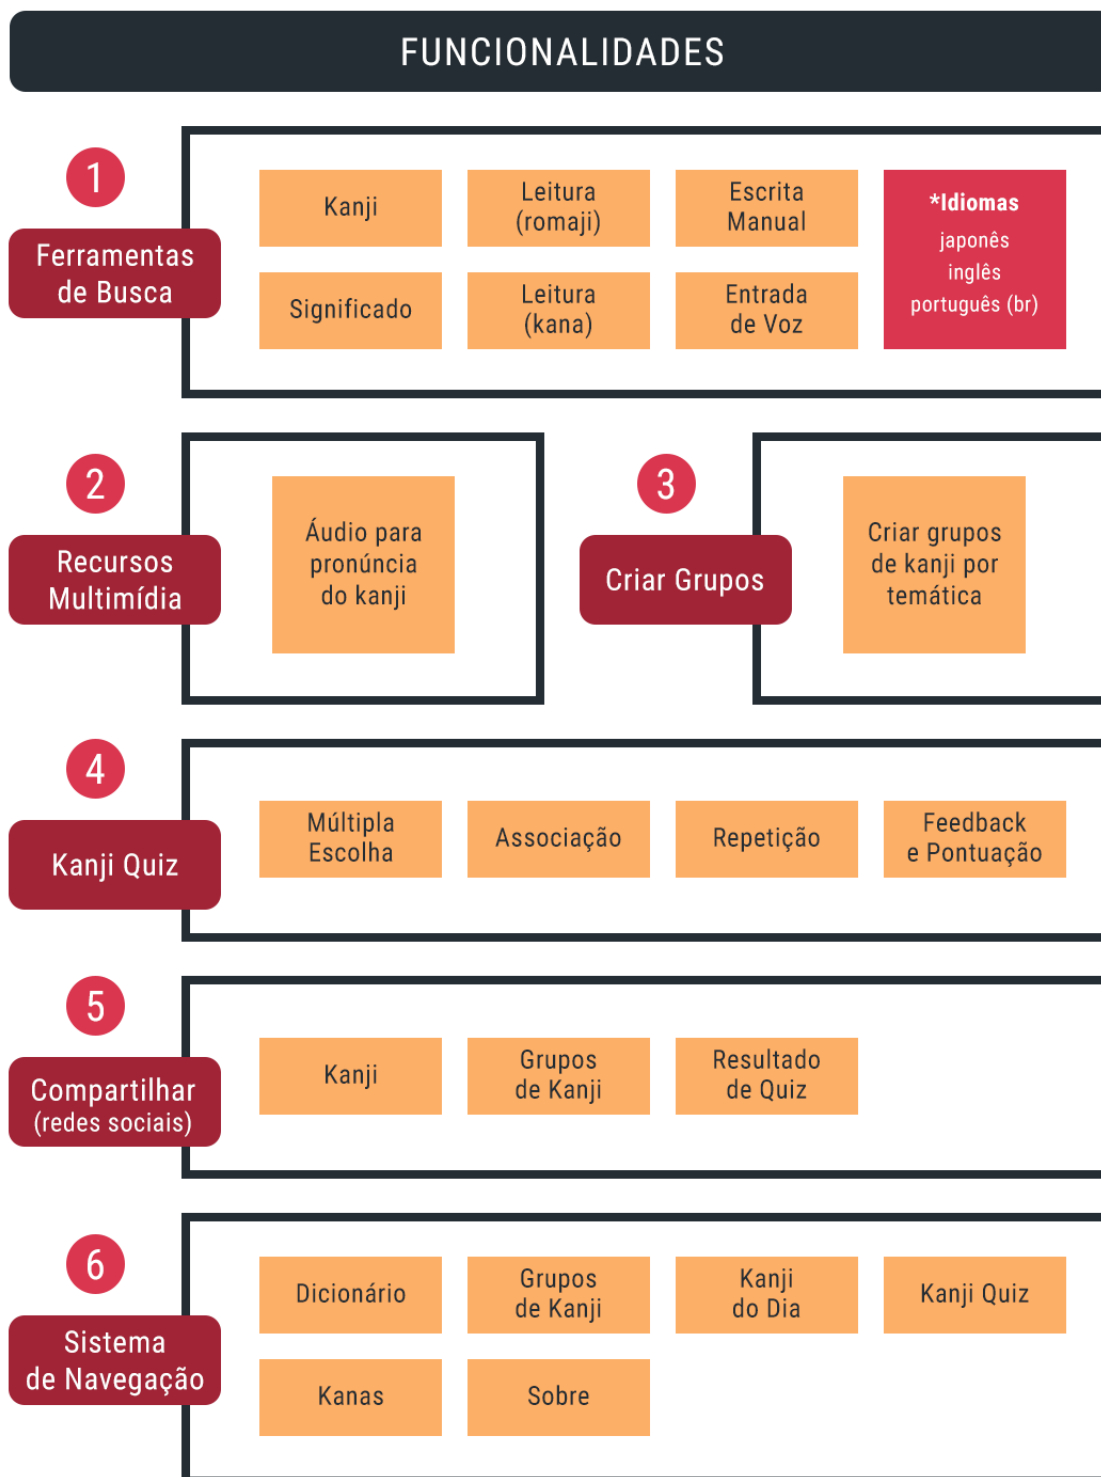 FUNCIONALIDADES
1
Ferramentas
de Busca
Kanji
Leitura
(romaji)
Escrita
Manual
*Idiomas
japonês
inglês
português (br)
Significado
Leitura
(kana)
Entrada
de Voz
2
Recursos
Multimídia
Áudio para
pronúncia
do kanji
3
Criar Grupos
Criar grupos
de kanji por
temática
4
Kanji Quiz
Múltipla
Escolha
Associação
Repetição
Feedback
e Pontuação
5
Compartilhar
(redes sociais)
Kanji
Grupos
de Kanji
Resultado
de Quiz
6
Sistema
de Navegação
Dicionário
Grupos
de Kanji
Kanji
do Dia
Kanji Quiz
Kanas
Sobre